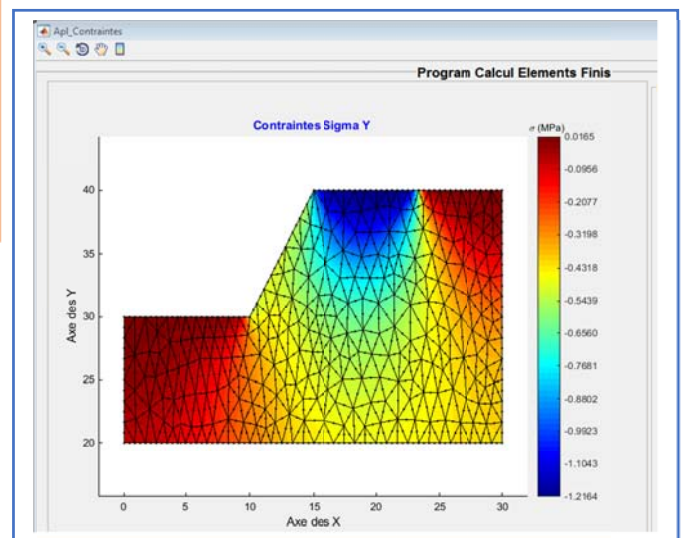 Apl_Contraintes
Program Calcul Elements Finis
Contraintes Sigma Y
σ (MPa)
0.0165
-0.0956
-0.2077
-0.3198
-0.4318
-0.5439
-0.6560
-0.7681
-0.8802
-0.9923
-1.1043
-1.2164
Axe des Y
40
35
30
25
20
0 5 10 15 20 25 30
Axe des X